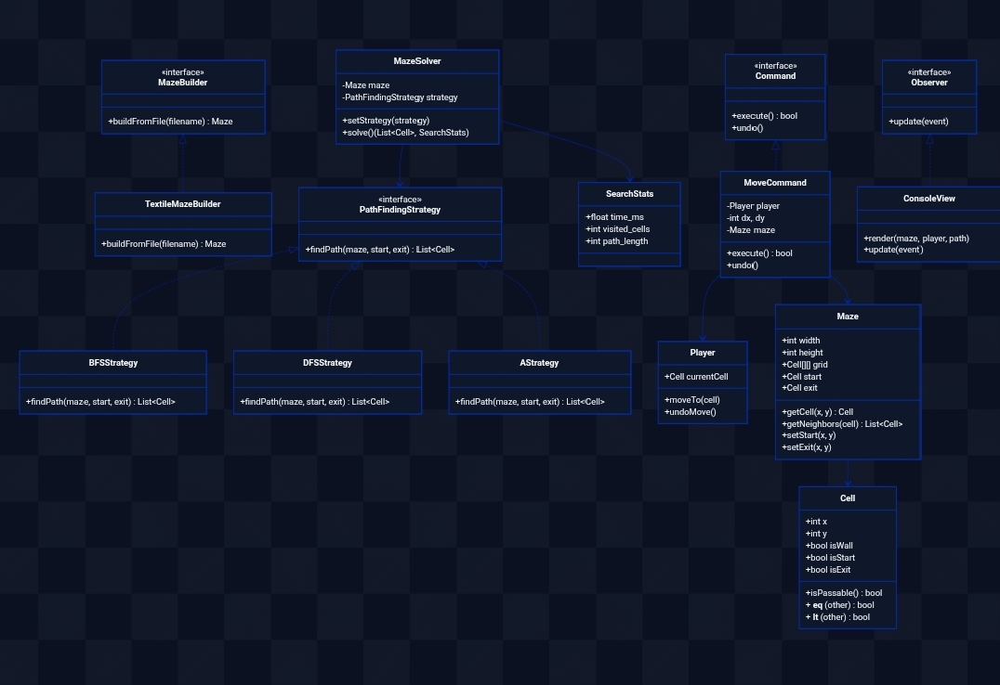 «interface»
MazeBuilder
+buildFromFile(filename) : Maze
MazeSolver
-Maze maze
-PathFindingStrategy strategy
+setStrategy(strategy)
+solve()(List<Cell>, SearchStats)
«interface»
Command
+execute() : bool
+undo()
«interface»
Observer
+update(event)
TextileMazeBuilder
+buildFromFile(filename) : Maze
«interface»
PathFindingStrategy
+findPath(maze, start, exit) : List<Cell>
SearchStats
+float time_ms
+int visited_cells
+int path_length
MoveCommand
-Player player
-int dx, dy
-Maze maze
+execute() : bool
+undo()
ConsoleView
+render(maze, player, path)
+update(event)
BFSStrategy
+findPath(maze, start, exit) : List<Cell>
DFSStrategy
+findPath(maze, start, exit) : List<Cell>
AStrategy
+findPath(maze, start, exit) : List<Cell>
Player
+Cell currentCell
+moveTo(cell)
+undoMove()
Maze
+int width
+int height
+Cell[][] grid
+Cell start
+Cell exit
+getCell(x, y) : Cell
+getNeighbors(cell) : List<Cell>
+setStart(x, y)
+setExit(x, y)
Cell
+int x
+int y
+bool isWall
+bool isStart
+bool isExit
+isPassable() : bool
+ eq (other) : bool
+ lt (other) : bool